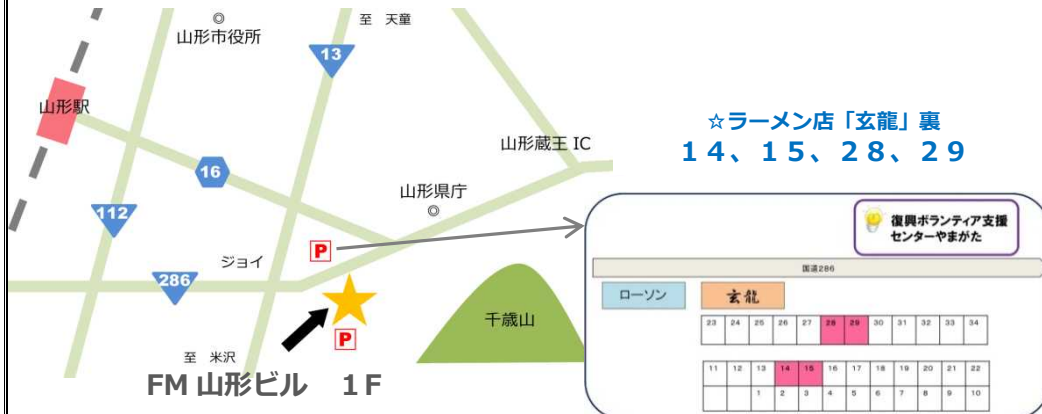 ◎
山形市役所
至 天童
13
山形駅
山形蔵王 IC
16
山形県庁
◎
112
P
ジョイ
286
千歳山
P
至 米沢
FM 山形ビル 1F
☆ラーメン店「玄龍」裏
14、15、28、29
復興ボランティア支援
センターやまがた
国道286
ローソン
玄龍
23 24 25 26 27 28 29 30 31 32 33 34
11 12 13 14 15 16 17 18 19 20 21 22
1 2 3 4 5 6 7 8 9 10